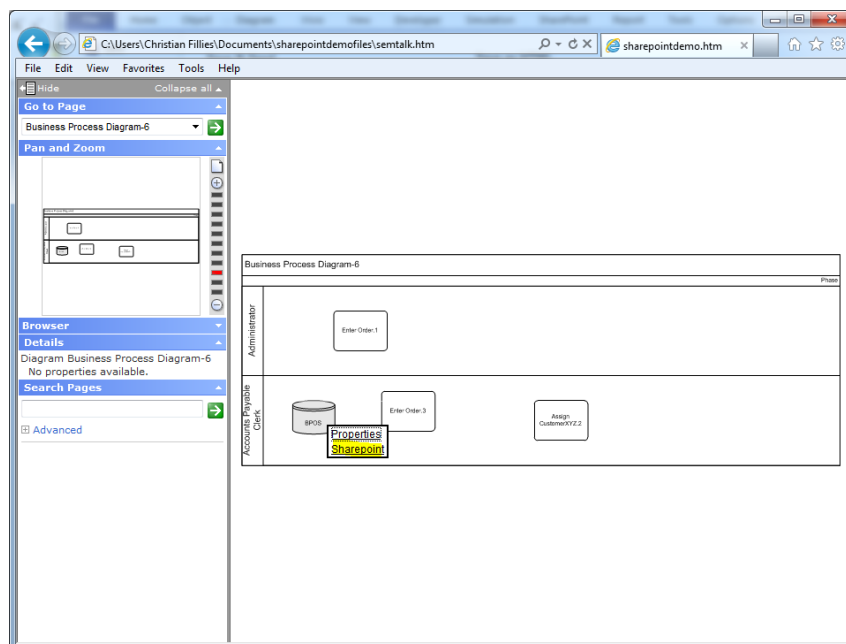 C:\Users\Christian Fillies\Documents\sharepointdemofiles\semtalk.htm
sharepointdemo.htm
File Edit View Favorites Tools Help
Hide Collapse all
Go to Page
Business Process Diagram-6
Pan and Zoom
Browser
Details
Diagram Business Process Diagram-6
No properties available.
Search Pages
Advanced
Business Process Diagram-6
Phase
Administrator
Enter Order.1
Accounts Payable
Clerk
BPOS
Enter Order.3
Assign
CustomerXYZ.2
Properties
Sharepoint